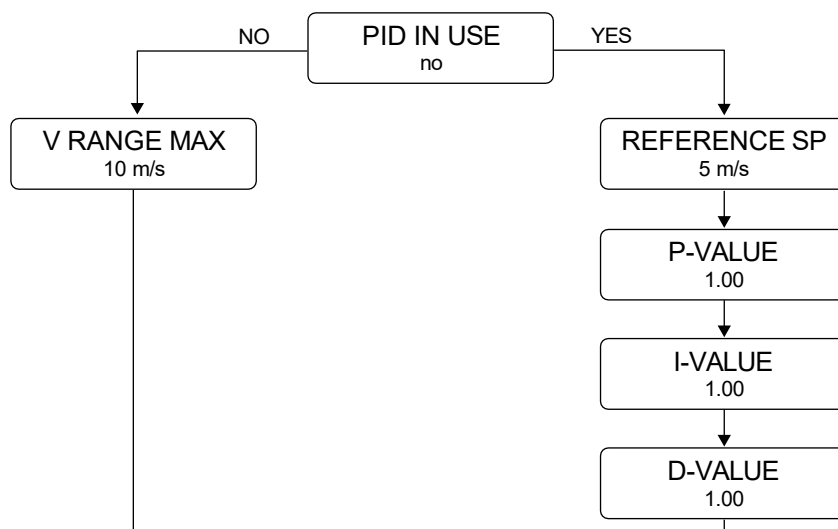 PID IN USE
no
NO
YES
V RANGE MAX
10 m/s
REFERENCE SP
5 m/s
P-VALUE
1.00
I-VALUE
1.00
D-VALUE
1.00